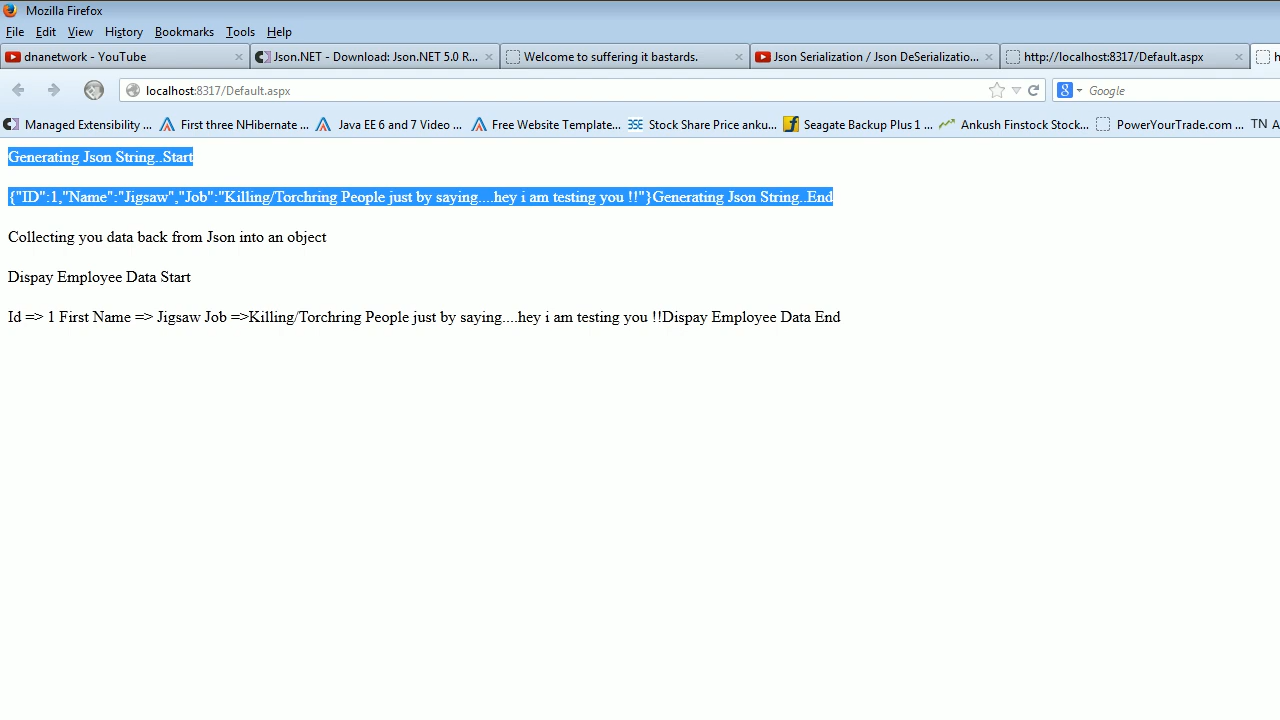 Mozilla Firefox
File Edit View History Bookmarks Tools Help
dnanetwork - YouTube Json.NET - Download: Json.NET 5.0 R... Welcome to suffering it bastards. Json Serialization / Json DeSerializatio... http://localhost:8317/Default.aspx h
localhost:8317/Default.aspx Google
Managed Extensibility ... First three NHibernate ... Java EE 6 and 7 Video ... Free Website Template... Stock Share Price anku... Seagate Backup Plus 1 ... Ankush Finstock Stock... PowerYourTrade.com ... TN A
Generating Json String..Start
{"ID":1,"Name":"Jigsaw","Job":"Killing/Torchring People just by saying....hey i am testing you !!"}Generating Json String..End
Collecting you data back from Json into an object
Dispay Employee Data Start
Id => 1 First Name => Jigsaw Job =>Killing/Torchring People just by saying....hey i am testing you !!Dispay Employee Data End